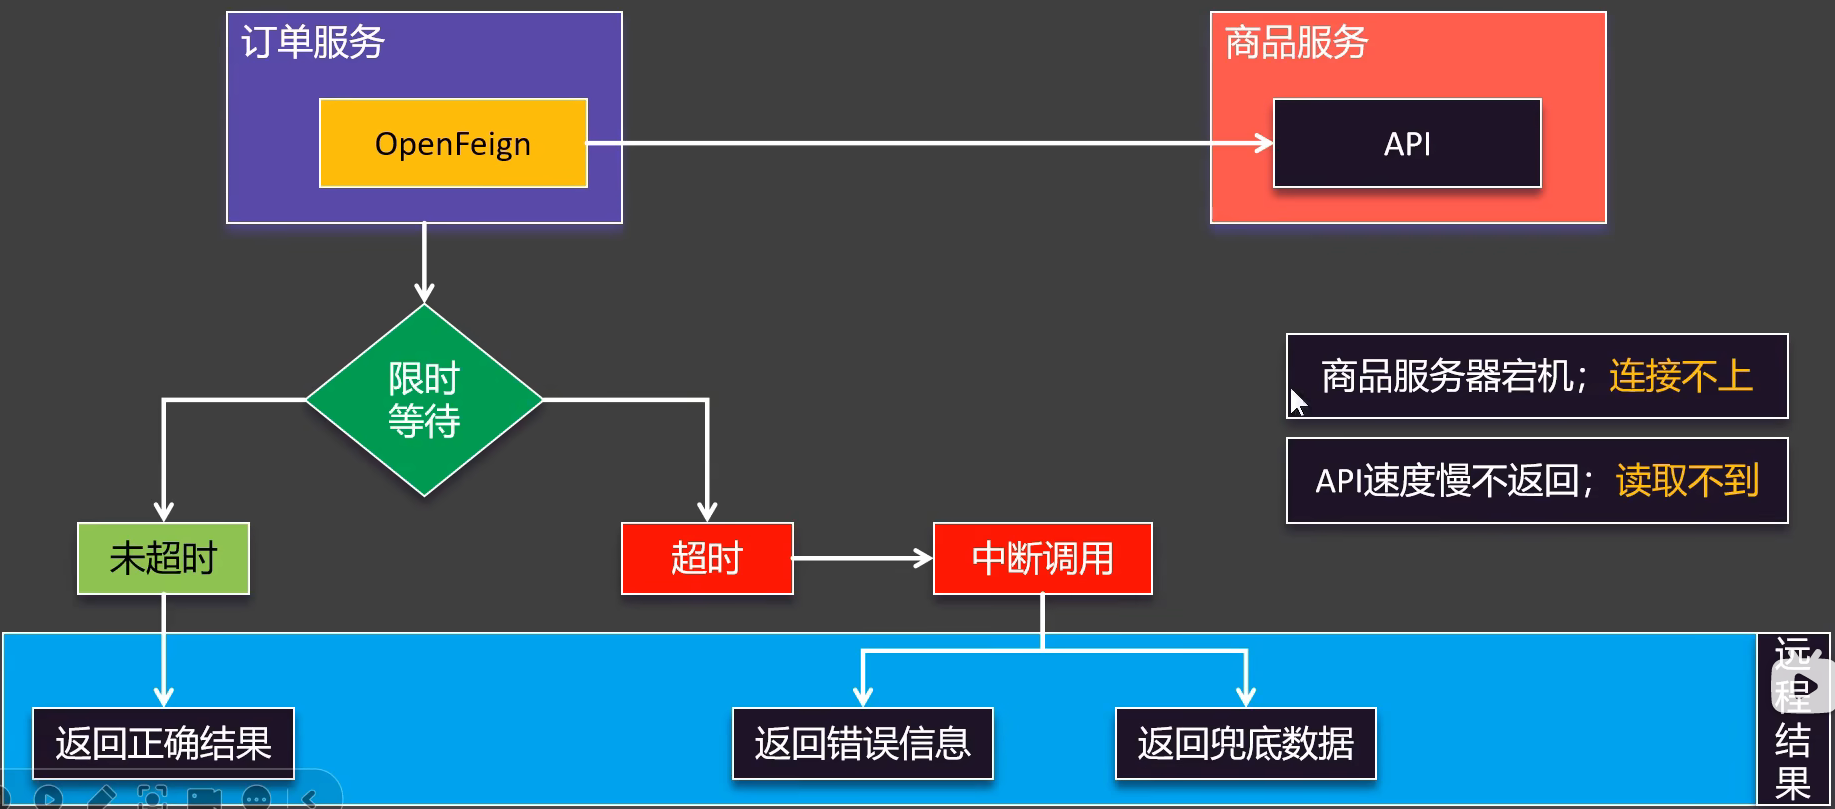 订单服务
商品服务
OpenFeign
API
限时
等待
商品服务器宕机；连接不上
API速度慢不返回；读取不到
未超时
超时
中断调用
返回正确结果
返回错误信息
返回兜底数据
远
程
结
果